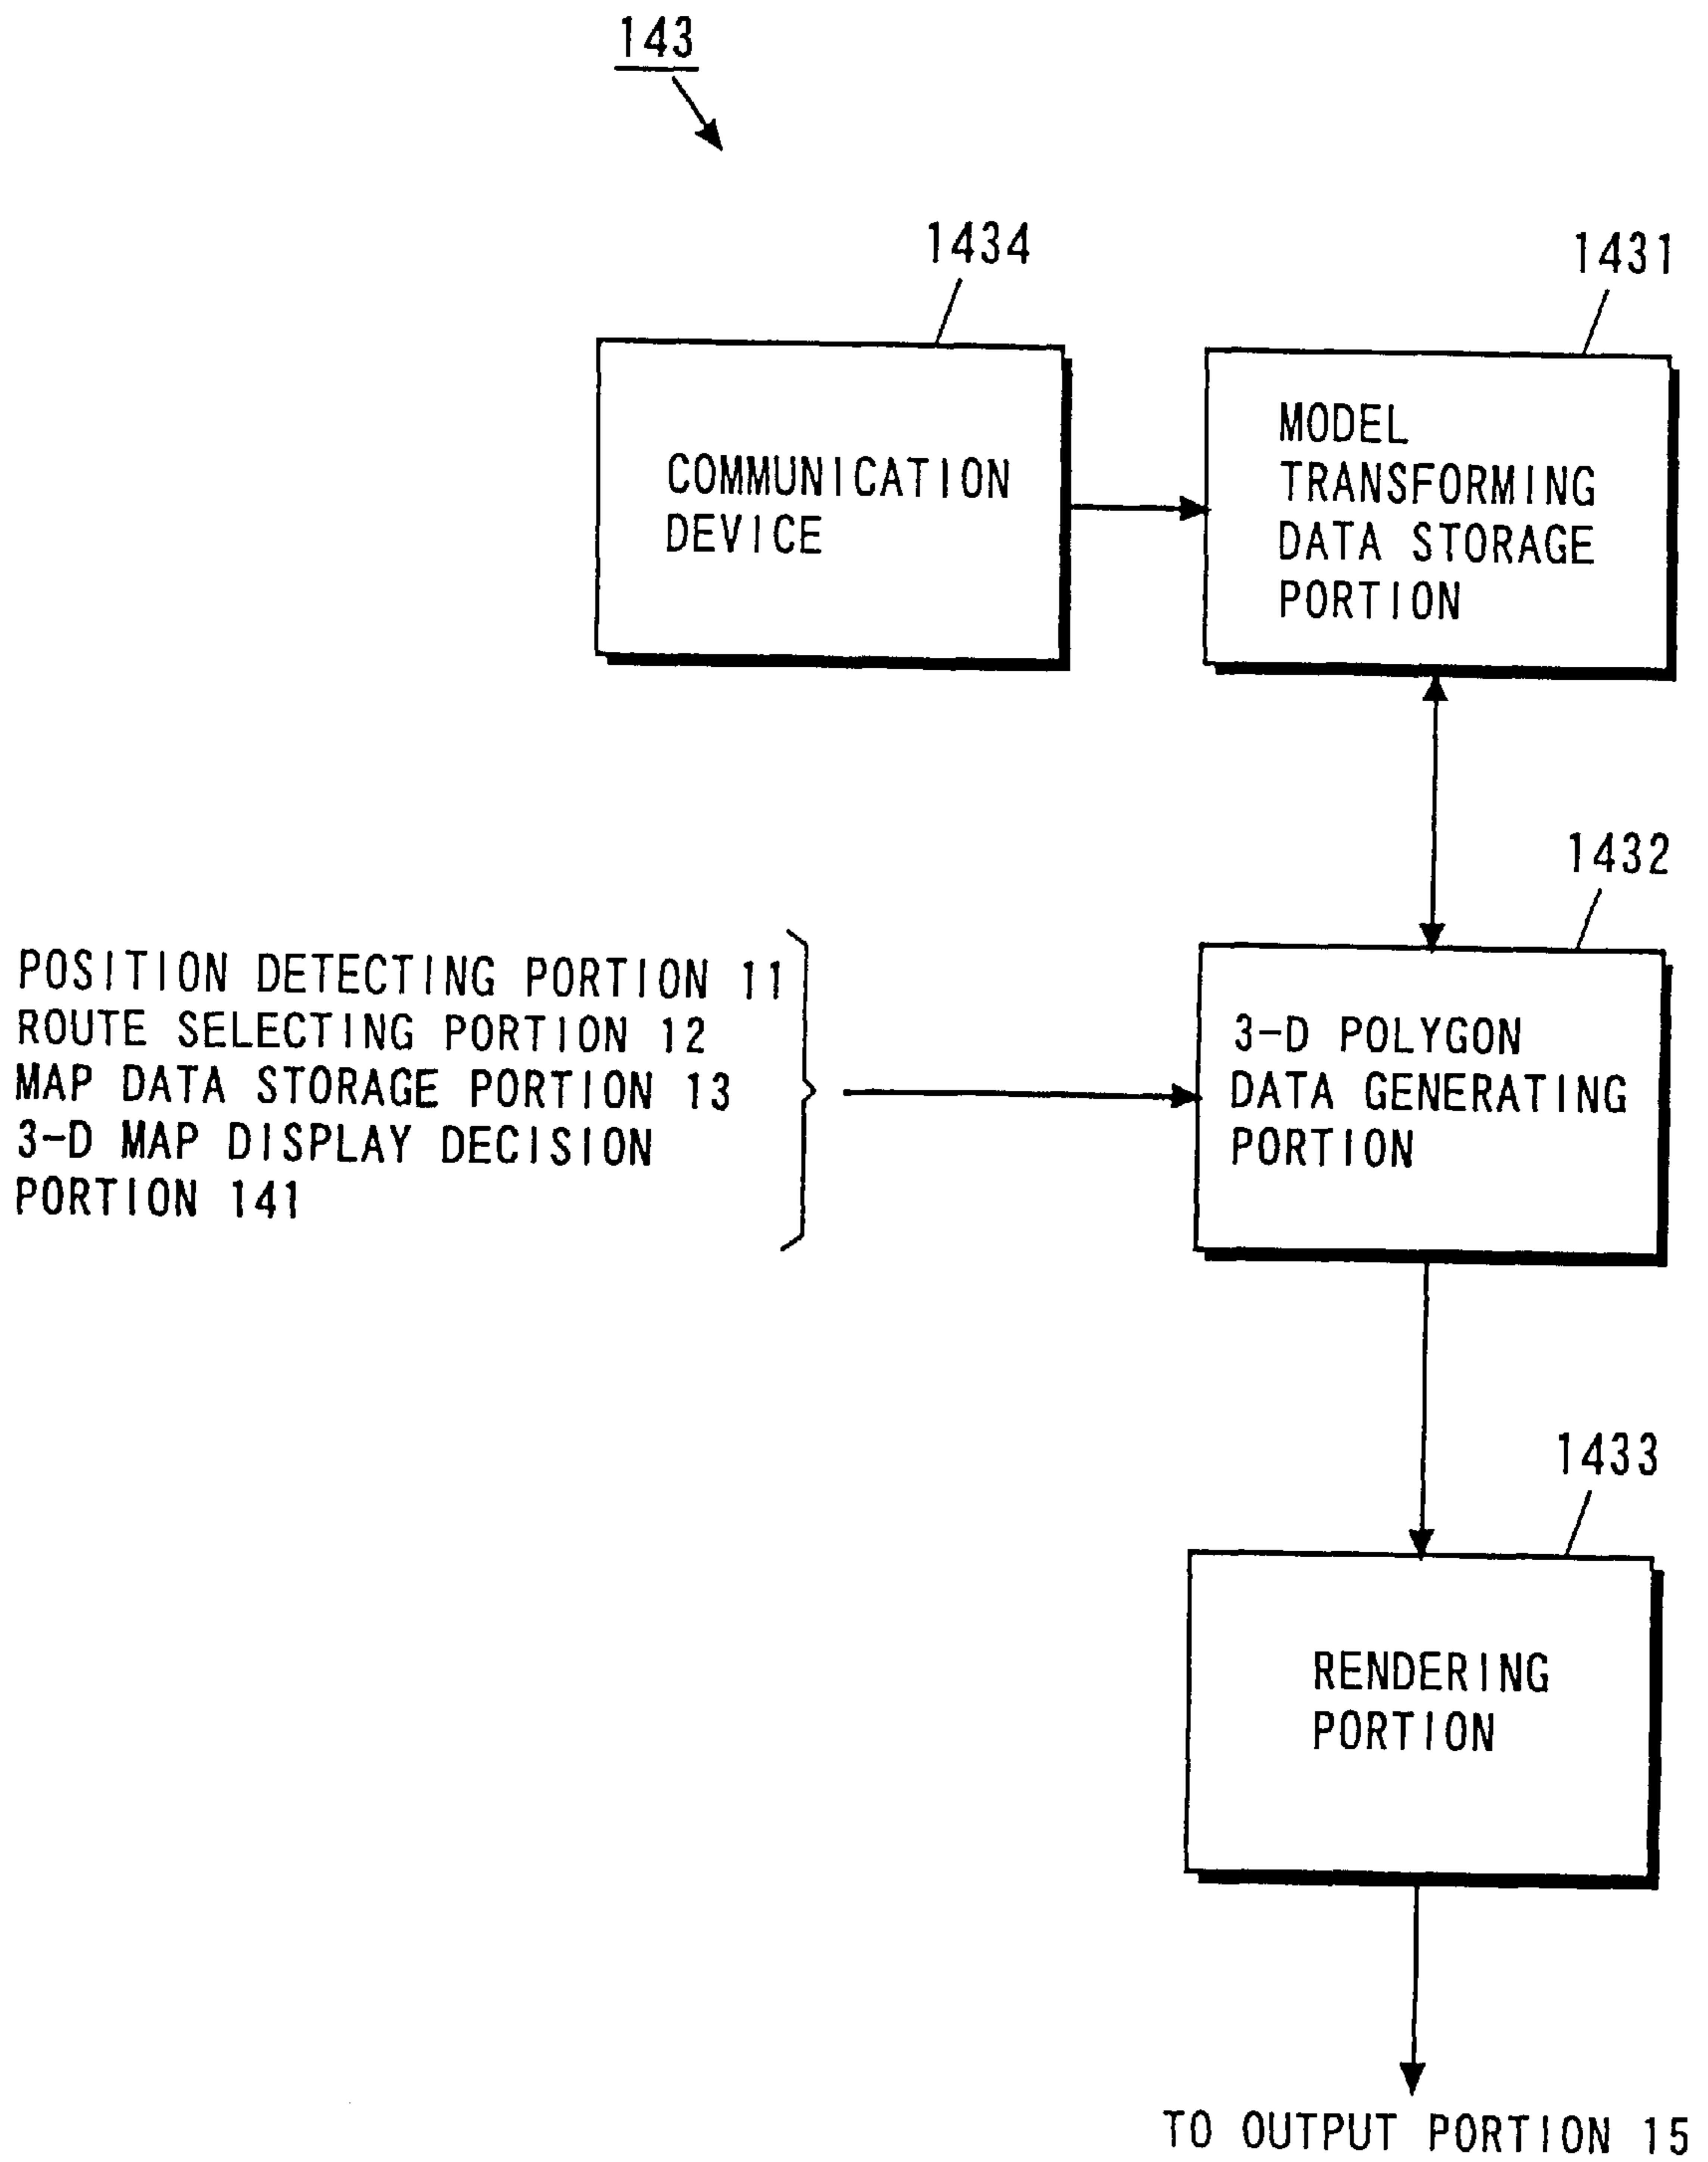 143
1434
1431
COMMUNICATION
DEVICE
MODEL
TRANSFORMING
DATA STORAGE
PORTION
1432
POSITION DETECTING PORTION 11
ROUTE SELECTING PORTION 12
MAP DATA STORAGE PORTION 13
3-D MAP DISPLAY DECISION
PORTION 141
3-D POLYGON
DATA GENERATING
PORTION
1433
RENDERING
PORTION
TO OUTPUT PORTION 15